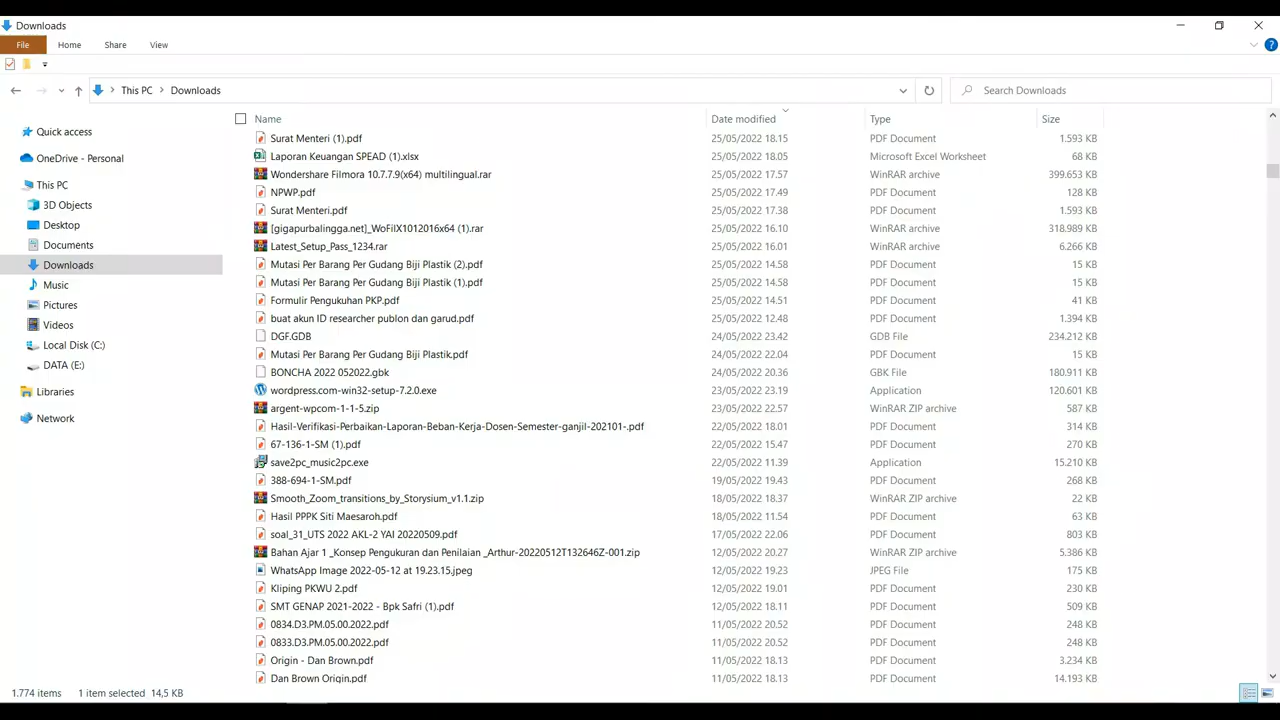 Downloads
File Home Share View
This PC Downloads Search Downloads
Quick access
OneDrive - Personal
This PC
3D Objects
Desktop
Documents
Downloads
Music
Pictures
Videos
Local Disk (C:)
DATA (E:)
Libraries
Network
Name Date modified Type Size
Surat Menteri (1).pdf 25/05/2022 18.15 PDF Document 1.593 KB
Laporan Keuangan SPEAD (1).xlsx 25/05/2022 18.05 Microsoft Excel Worksheet 68 KB
Wondershare Filmora 10.7.7.9(x64) multilingual.rar 25/05/2022 17.57 WinRAR archive 399.653 KB
NPWP.pdf 25/05/2022 17.49 PDF Document 128 KB
Surat Menteri.pdf 25/05/2022 17.38 PDF Document 1.593 KB
[gigapurbalingga.net]_WoFilX1012016x64 (1).rar 25/05/2022 16.10 WinRAR archive 318.989 KB
Latest_Setup_Pass_1234.rar 25/05/2022 16.01 WinRAR archive 6.266 KB
Mutasi Per Barang Per Gudang Biji Plastik (2).pdf 25/05/2022 14.58 PDF Document 15 KB
Mutasi Per Barang Per Gudang Biji Plastik (1).pdf 25/05/2022 14.58 PDF Document 15 KB
Formulir Pengukuhan PKP.pdf 25/05/2022 14.51 PDF Document 41 KB
buat akun ID researcher publon dan garud.pdf 25/05/2022 12.48 PDF Document 1.394 KB
DGF.GDB 24/05/2022 23.42 GDB File 234.212 KB
Mutasi Per Barang Per Gudang Biji Plastik.pdf 24/05/2022 22.04 PDF Document 15 KB
BONCHA 2022 052022.gbk 24/05/2022 20.36 GBK File 180.911 KB
wordpress.com-win32-setup-7.2.0.exe 23/05/2022 23.19 Application 120.601 KB
argent-wpcom-1-1-5.zip 23/05/2022 22.57 WinRAR ZIP archive 587 KB
Hasil-Verifikasi-Perbaikan-Laporan-Beban-Kerja-Dosen-Semester-ganjil-202101-.pdf 22/05/2022 18.01 PDF Document 314 KB
67-136-1-SM (1).pdf 22/05/2022 15.47 PDF Document 270 KB
save2pc_music2pc.exe 22/05/2022 11.39 Application 15.210 KB
388-694-1-SM.pdf 19/05/2022 19.43 PDF Document 268 KB
Smooth_Zoom_transitions_by_Storysium_v1.1.zip 18/05/2022 18.37 WinRAR ZIP archive 22 KB
Hasil PPPK Siti Maesaroh.pdf 18/05/2022 11.54 PDF Document 63 KB
soal_31_UTS 2022 AKL-2 YAI 20220509.pdf 17/05/2022 22.06 PDF Document 803 KB
Bahan Ajar 1 _Konsep Pengukuran dan Penilaian _Arthur-20220512T132646Z-001.zip 12/05/2022 20.27 WinRAR ZIP archive 5.386 KB
WhatsApp Image 2022-05-12 at 19.23.15.jpeg 12/05/2022 19.23 JPEG File 175 KB
Kliping PKWU 2.pdf 12/05/2022 19.01 PDF Document 230 KB
SMT GENAP 2021-2022 - Bpk Safri (1).pdf 12/05/2022 18.11 PDF Document 509 KB
0834.D3.PM.05.00.2022.pdf 11/05/2022 20.52 PDF Document 248 KB
0833.D3.PM.05.00.2022.pdf 11/05/2022 20.52 PDF Document 248 KB
Origin - Dan Brown.pdf 11/05/2022 18.13 PDF Document 3.234 KB
Dan Brown Origin.pdf 11/05/2022 18.13 PDF Document 14.193 KB
1.774 items 1 item selected 14,5 KB